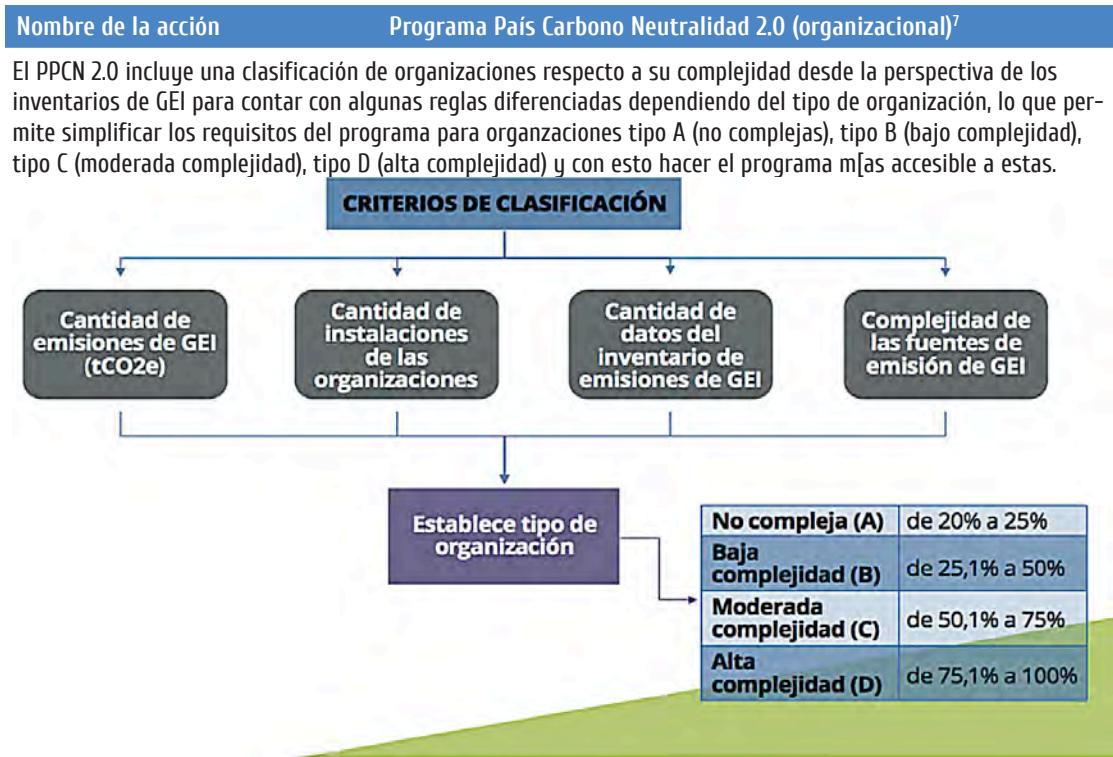 Nombre de la acción Programa País Carbono Neutralidad 2.0 (organizacional)7
El PPCN 2.0 incluye una clasificación de organizaciones respecto a su complejidad desde la perspectiva de los
inventarios de GEI para contar con algunas reglas diferenciadas dependiendo del tipo de organización, lo que per-
mite simplificar los requisitos del programa para organzaciones tipo A (no complejas), tipo B (bajo complejidad),
tipo C (moderada complejidad), tipo D (alta complejidad) y con esto hacer el programa m[as accesible a estas.
CRITERIOS DE CLASIFICACIÓN
Cantidad de
emisiones de GEI
(tCO2e)
Cantidad de
instalaciones
de las
organizaciones
Cantidad de
datos del
inventario de
emisiones de GEI
Complejidad de
las fuentes de
emisión de GEI
Establece tipo de
organización
No compleja (A) de 20% a 25%
Baja
complejidad (B) de 25,1% a 50%
Moderada
complejidad (C) de 50,1% a 75%
Alta
complejidad (D) de 75,1% a 100%